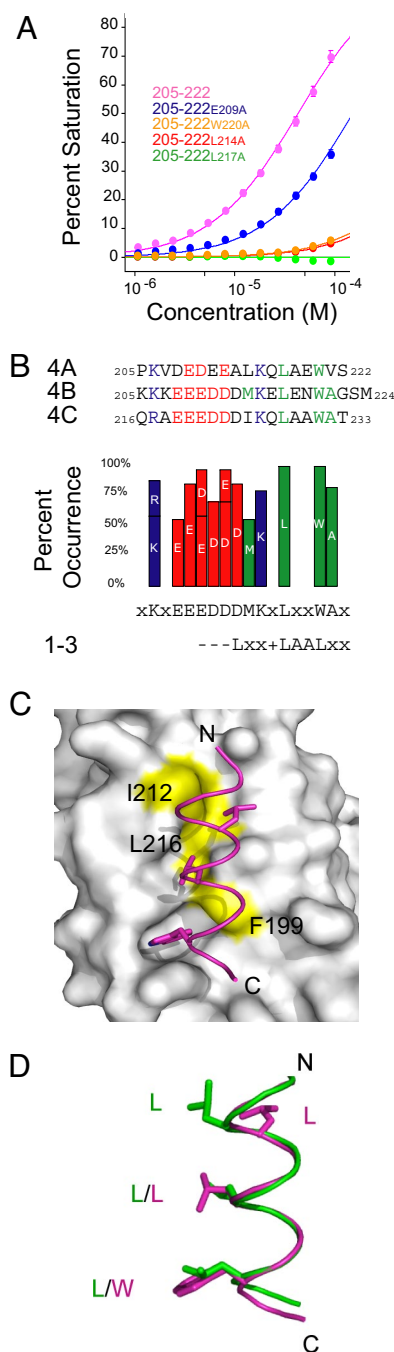 A
Percent Saturation
80
70
60
50
40
30
20
10
0
205-222
205-222E209A
205-222W220A
205-222L214A
205-222L217A
10⁻⁶
10⁻⁵
10⁻⁴
Concentration (M)
B
4A 205PKVDEDEEALKQLAEWVS222
4B 205KKKEEEDDMKELENWAGSM224
4C 216QRAEEEDDIKQLAAWAT233
Percent Occurrence
100%
75%
50%
25%
0%
R
K
E
E
D
E
D
E
D
D
M
K
L
W
A
xKxEEEDDDMKxLxxWAx
1-3 ---Lxx+LAALxx
C
N
I212
L216
F199
C
D
N
L
L
L/L
L/W
C